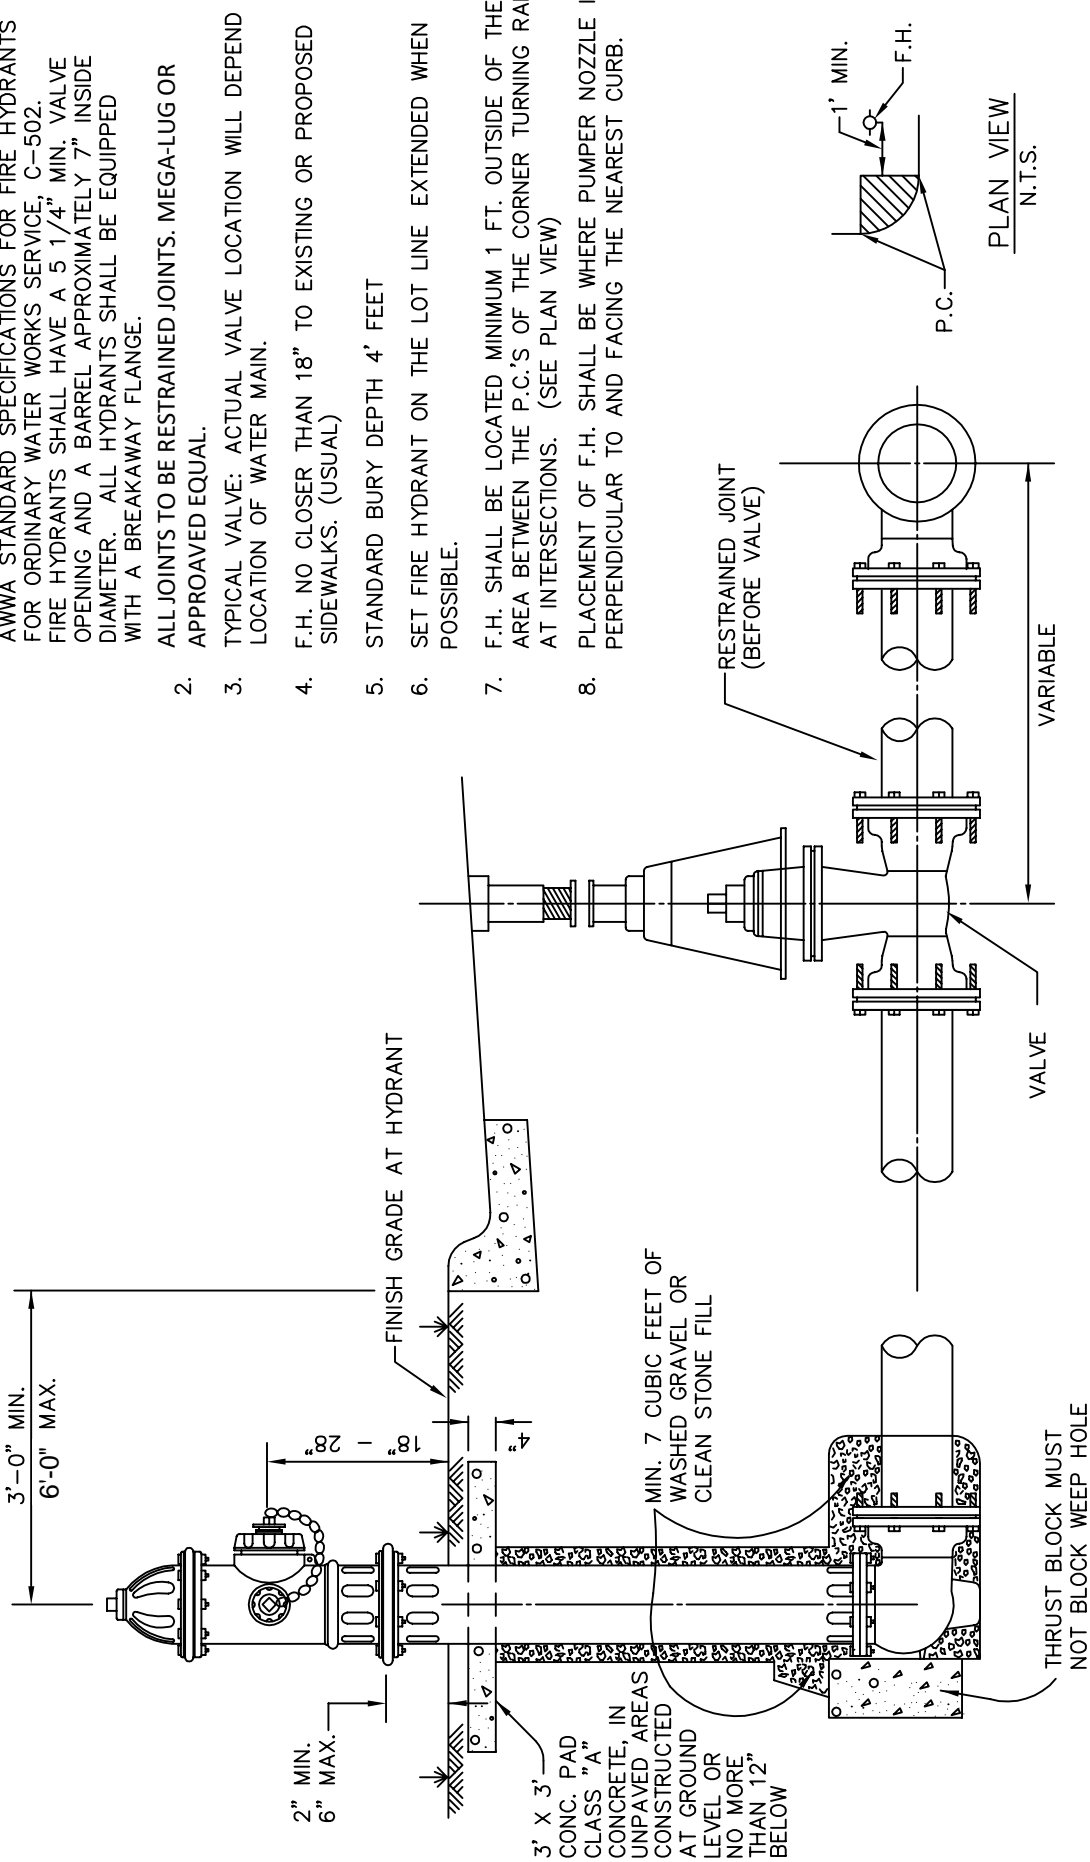 AWWA STANDARD SPECIFICATIONS FOR FIRE HYDRANTS
FOR ORDINARY WATER WORKS SERVICE, C-502.
FIRE HYDRANTS SHALL HAVE A 5 1/4" MIN. VALVE
OPENING AND A BARREL APPROXIMATELY 7" INSIDE
DIAMETER. ALL HYDRANTS SHALL BE EQUIPPED
WITH A BREAKAWAY FLANGE.
2. ALL JOINTS TO BE RESTRAINED JOINTS. MEGA-LUG OR
APPROAVED EQUAL.
3. TYPICAL VALVE: ACTUAL VALVE LOCATION WILL DEPEND
LOCATION OF WATER MAIN.
4. F.H. NO CLOSER THAN 18" TO EXISTING OR PROPOSED
SIDEWALKS. (USUAL)
5. STANDARD BURY DEPTH 4' FEET
6. SET FIRE HYDRANT ON THE LOT LINE EXTENDED WHEN
POSSIBLE.
7. F.H. SHALL BE LOCATED MINIMUM 1 FT. OUTSIDE OF THE
AREA BETWEEN THE P.C.'S OF THE CORNER TURNING
AT INTERSECTIONS. (SEE PLAN VIEW)
8. PLACEMENT OF F.H. SHALL BE WHERE PUMPER NOZZLE
PERPENDICULAR TO AND FACING THE NEAREST CURB.
3'-0" MIN.
6'-0" MAX.
2" MIN.
6" MAX.
18" - 28"
4"
FINISH GRADE AT HYDRANT
3' X 3'
CONC. PAD
CLASS "A"
CONCRETE, IN
UNPAVED AREAS
CONSTRUCTED
AT GROUND
LEVEL OR
NO MORE
THAN 12"
BELOW
MIN. 7 CUBIC FEET OF
WASHED GRAVEL OR
CLEAN STONE FILL
THRUST BLOCK MUST
NOT BLOCK WEEP HOLE
VALVE
RESTRAINED JOINT
(BEFORE VALVE)
VARIABLE
1' MIN.
F.H.
P.C.
PLAN VIEW
N.T.S.